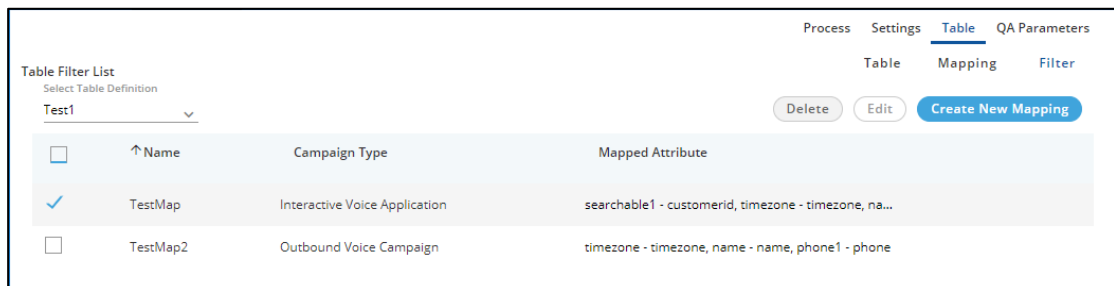 Process Settings Table QA Parameters
Table Mapping Filter
Table Filter List
Select Table Definition
Test1
Delete Edit Create New Mapping
↑Name Campaign Type Mapped Attribute
TestMap Interactive Voice Application searchable1 - customerid, timezone - timezone, na...
TestMap2 Outbound Voice Campaign timezone - timezone, name - name, phone1 - phone